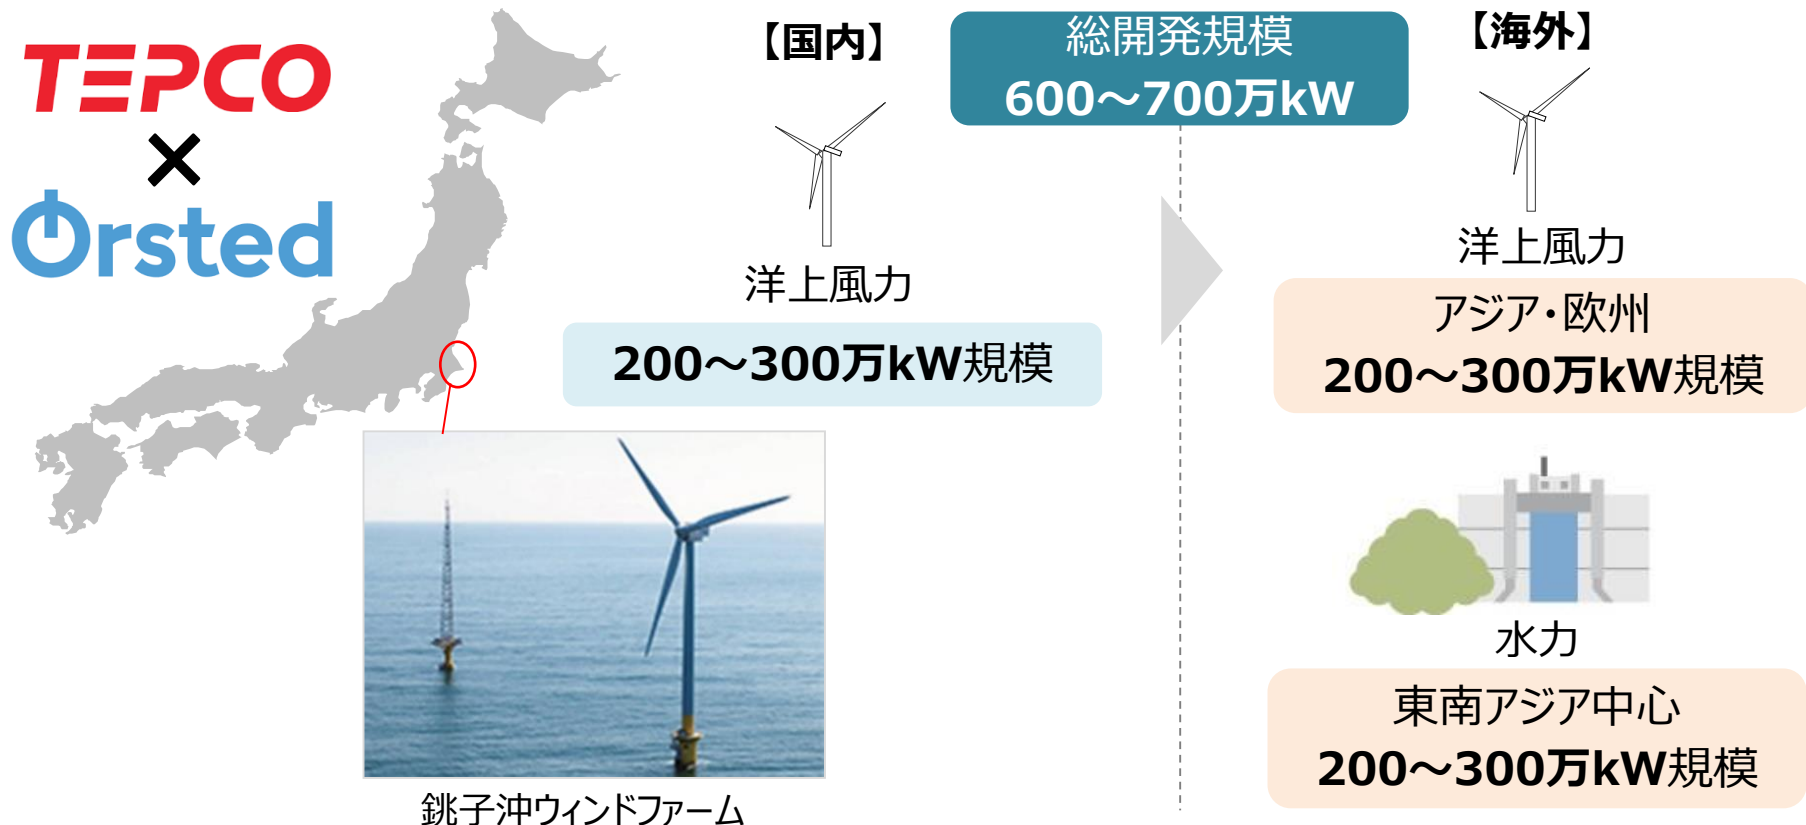 TEPCO
×
Ørsted
【国内】
洋上風力
200～300万kW規模
銚子沖ウィンドファーム
総開発規模
600～700万kW
【海外】
洋上風力
アジア・欧州
200～300万kW規模
水力
東南アジア中心
200～300万kW規模